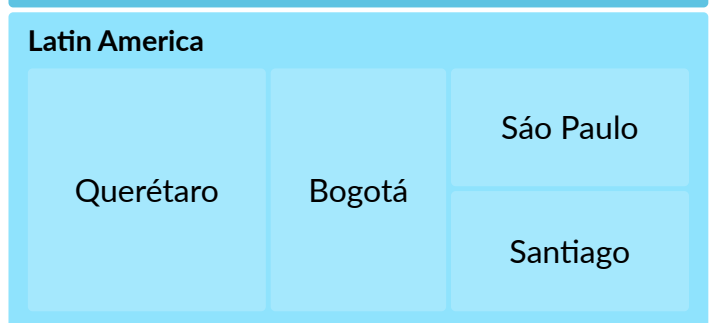 Latin America
Querétaro
Bogotá
Sáo Paulo
Santiago